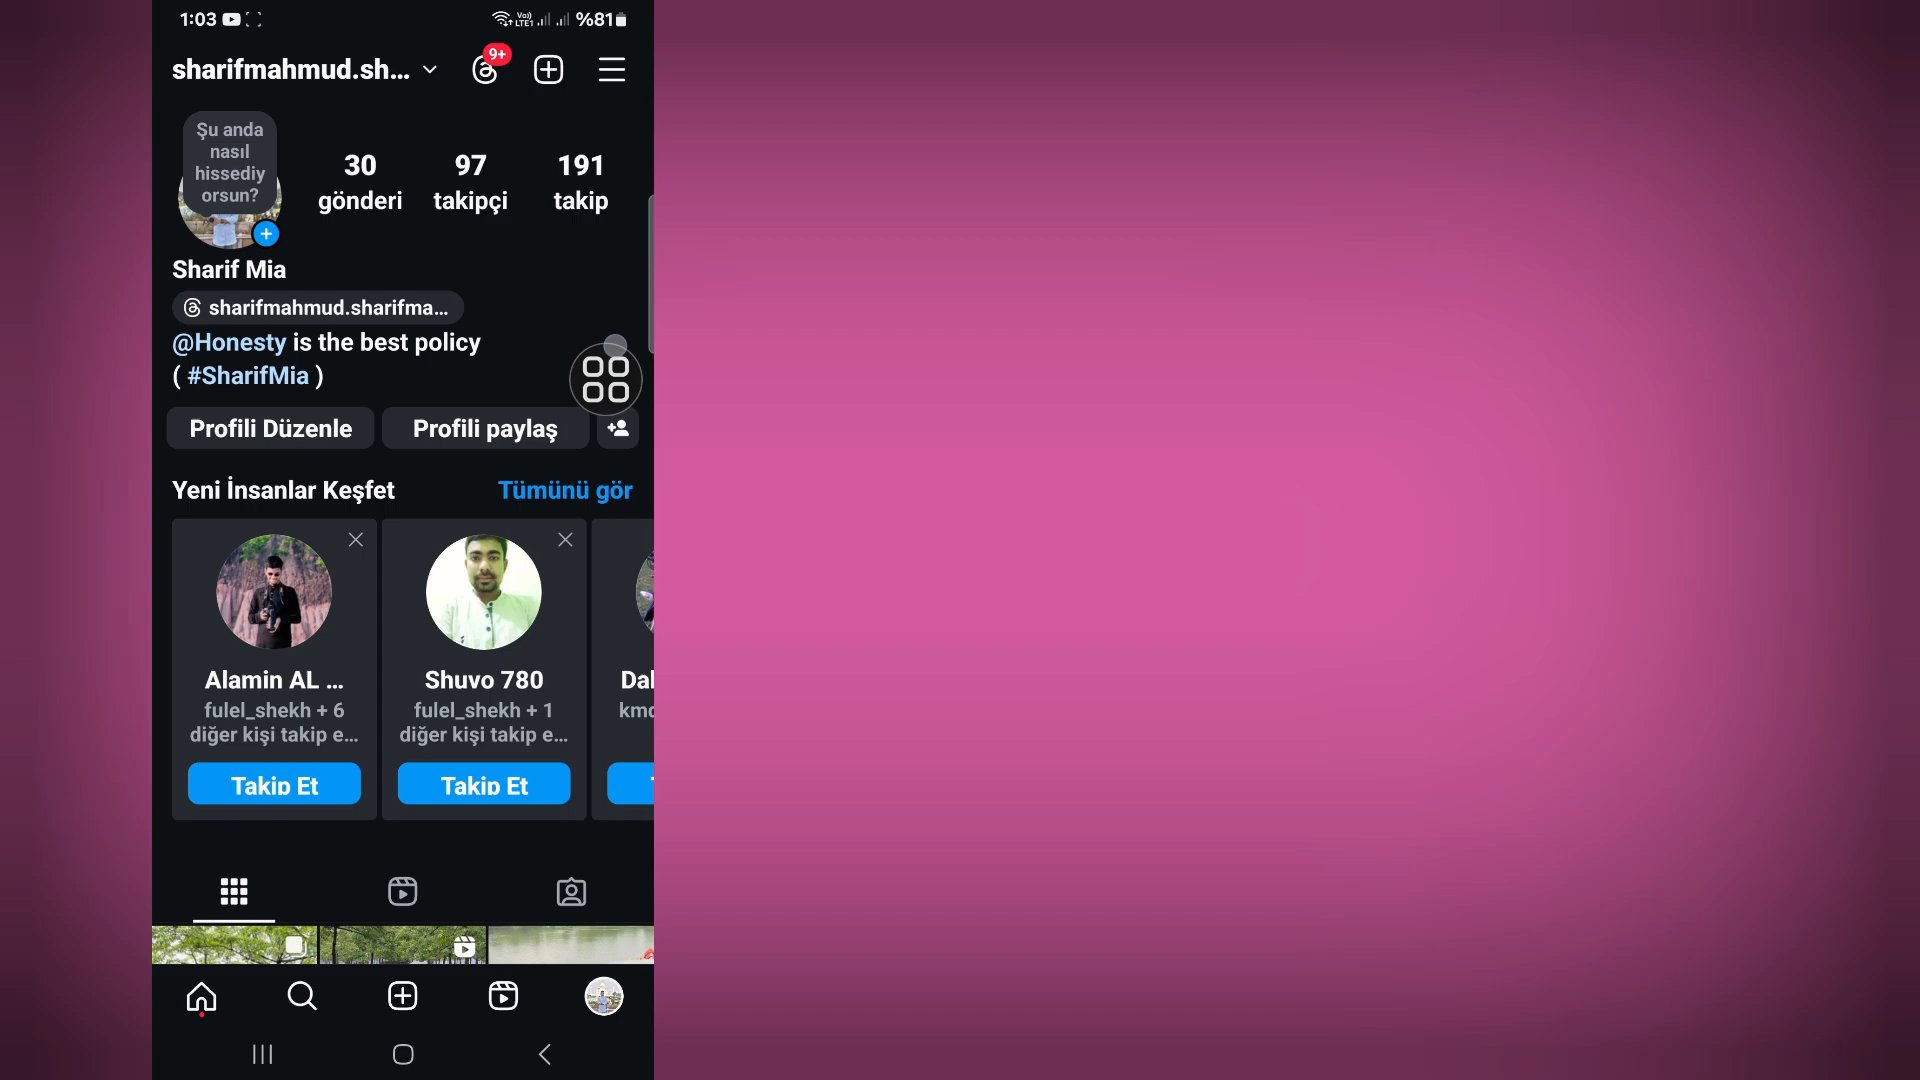 1:03
Vo))
LTE1
%81
sharifmahmud.sh...
9+
Şu anda
nasıl
hissediy
orsun?
30
gönderi
97
takipçi
191
takip
Sharif Mia
sharifmahmud.sharifma...
@Honesty is the best policy
( #SharifMia )
Profili Düzenle
Profili paylaş
Yeni İnsanlar Keşfet
Tümünü gör
Alamin AL ...
fulel_shekh + 6
diğer kişi takip e...
Takip Et
Shuvo 780
fulel_shekh + 1
diğer kişi takip e...
Takip Et